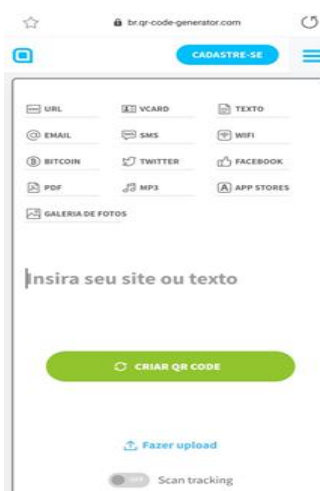 br.qr-code-generator.com
CADASTRE-SE
URL VCARD TEXTO
EMAIL SMS WIFI
BITCOIN TWITTER FACEBOOK
PDF MP3 APP STORES
GALERIA DE FOTOS
Insira seu site ou texto
CRIAR QR CODE
Fazer upload
OFF Scan tracking